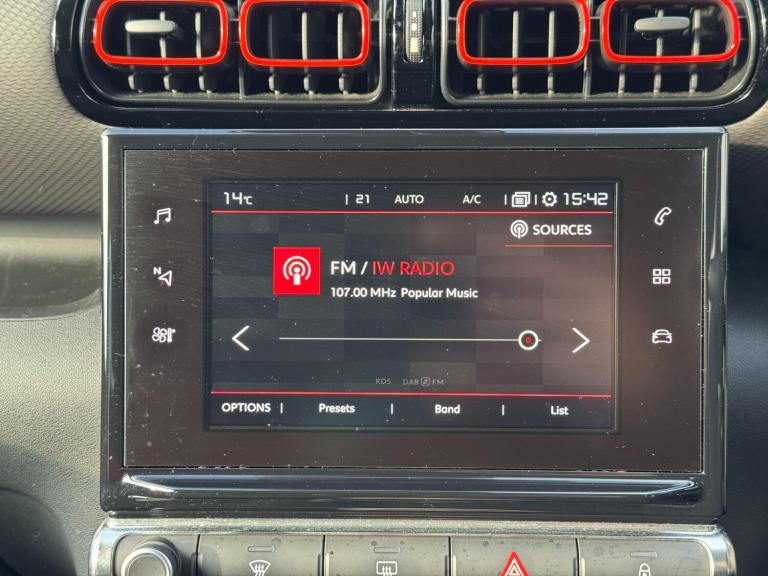 14°C | 21 AUTO A/C | | 15:42
SOURCES
FM / IW RADIO
107.00 MHz Popular Music
N
RDS DAB FM
OPTIONS | Presets | Band | List